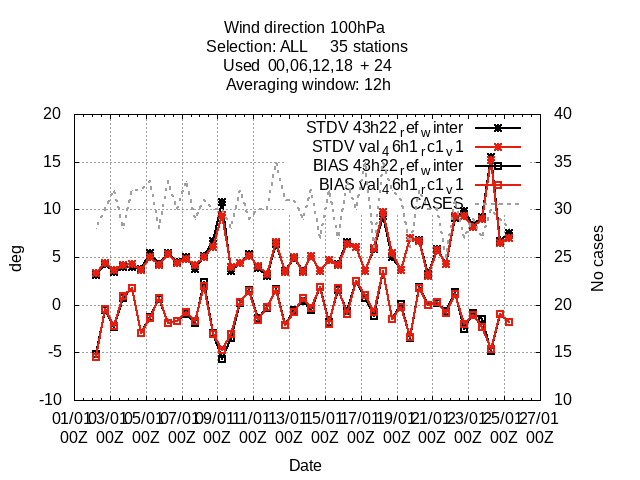 Wind direction 100hPa
Selection: ALL     35 stations
Used  00,06,12,18  + 24
Averaging window: 12h
STDV 43h22_ref_winter
STDV val_46h1_rc1_v1
BIAS 43h22_ref_winter
BIAS val_46h1_rc1_v1
CASES
20
15
10
5
0
-5
-10
deg
40
35
30
25
20
15
10
No cases
01/01 03/01 05/01 07/01 09/01 11/01 13/01 15/01 17/01 19/01 21/01 23/01 25/01 27/01
00Z 00Z 00Z 00Z 00Z 00Z 00Z 00Z 00Z 00Z 00Z 00Z 00Z 00Z
Date